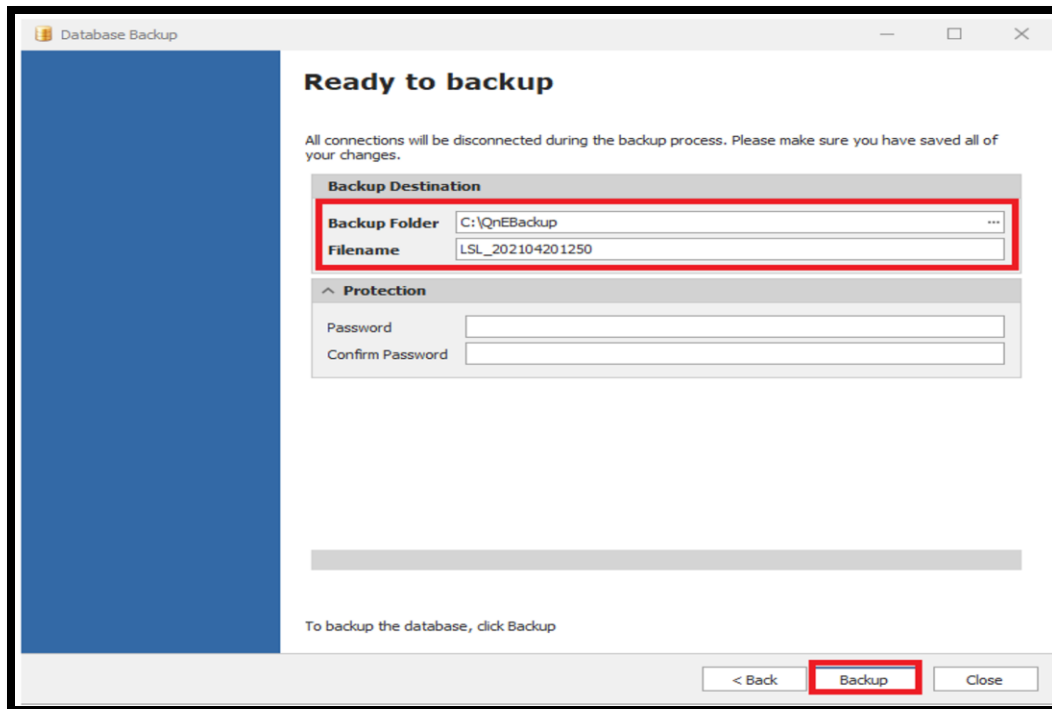 Database Backup
Ready to backup
All connections will be disconnected during the backup process. Please make sure you have saved all of
your changes.
Backup Destination
Backup Folder C:\QnEBackup ...
Filename LSL_202104201250
Protection
Password
Confirm Password
To backup the database, click Backup
< Back Backup Close